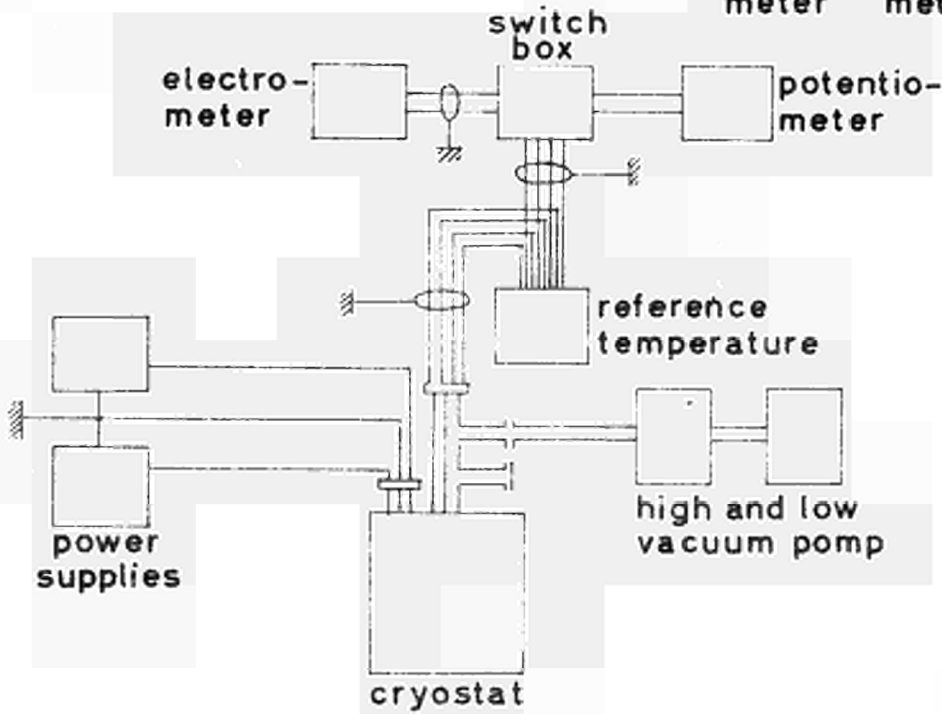 meter
switch
box
electro-
meter
potentio-
meter
reference
temperature
high and low
vacuum pomp
power
supplies
cryostat